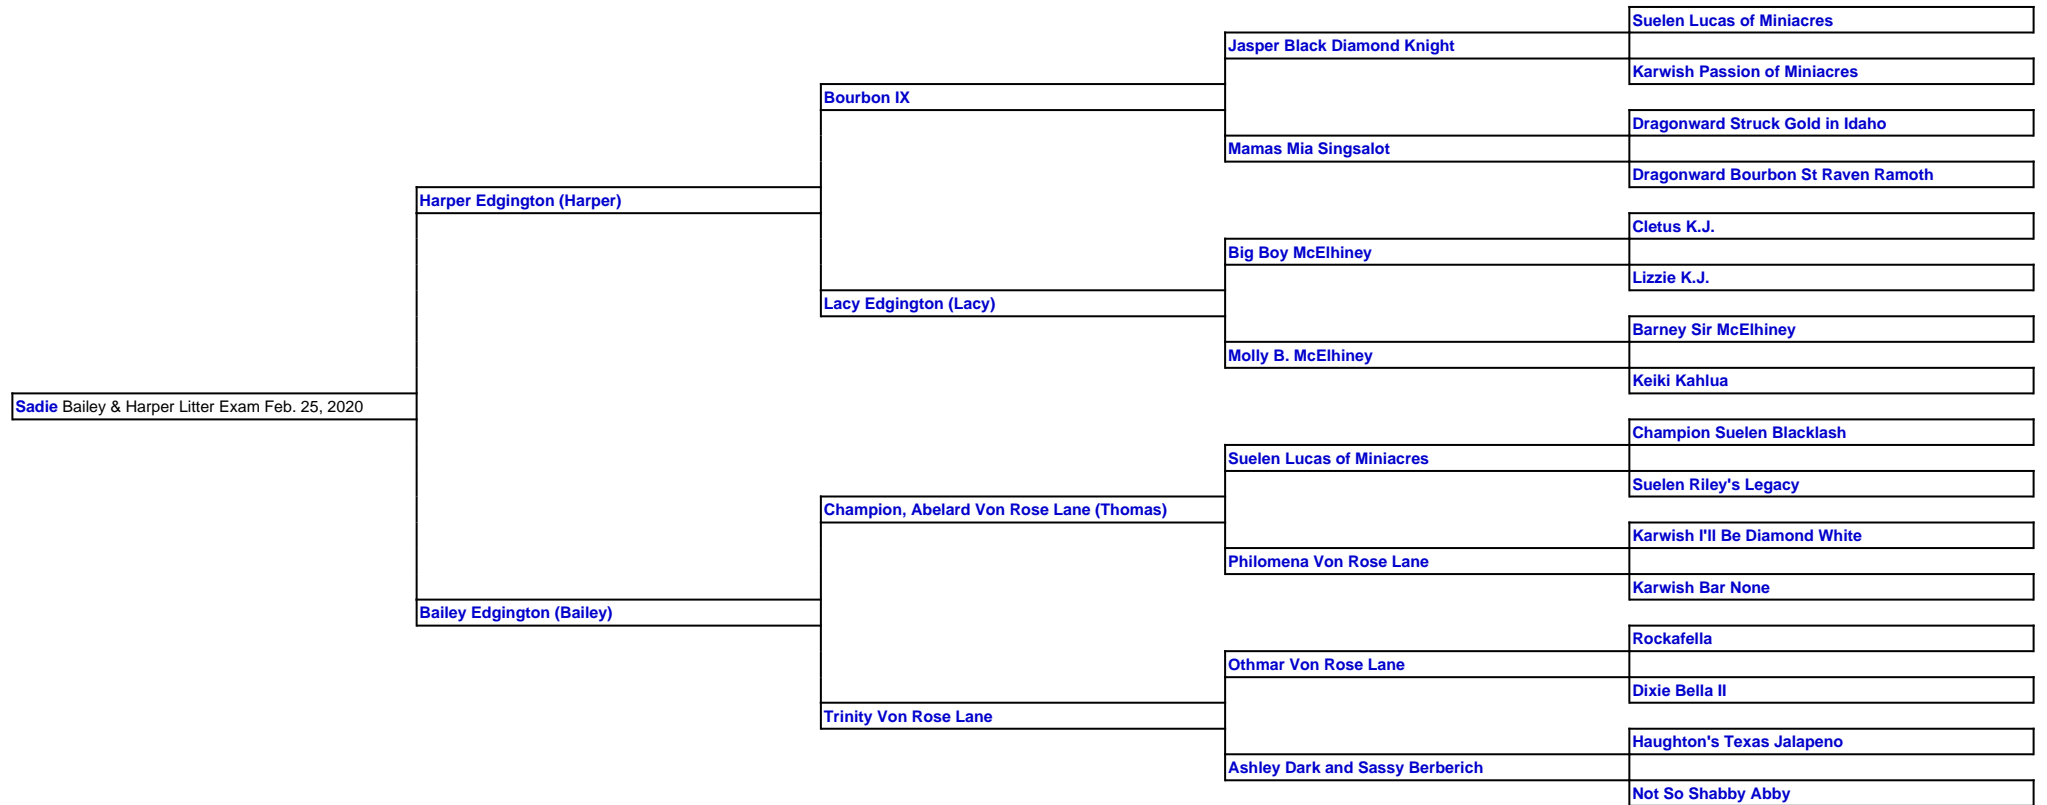 Suelen Lucas of Miniacres
Jasper Black Diamond Knight
Karwish Passion of Miniacres
Bourbon IX
Dragonward Struck Gold in Idaho
Mamas Mia Singsalot
Dragonward Bourbon St Raven Ramoth
Harper Edgington (Harper)
Cletus K.J.
Big Boy McElhiney
Lizzie K.J.
Lacy Edgington (Lacy)
Barney Sir McElhiney
Molly B. McElhiney
Keiki Kahlua
Sadie Bailey & Harper Litter Exam Feb. 25, 2020
Champion Suelen Blacklash
Suelen Lucas of Miniacres
Suelen Riley's Legacy
Champion, Abelard Von Rose Lane (Thomas)
Karwish I'll Be Diamond White
Philomena Von Rose Lane
Karwish Bar None
Bailey Edgington (Bailey)
Rockafella
Othmar Von Rose Lane
Dixie Bella II
Trinity Von Rose Lane
Haughton's Texas Jalapeno
Ashley Dark and Sassy Berberich
Not So Shabby Abby